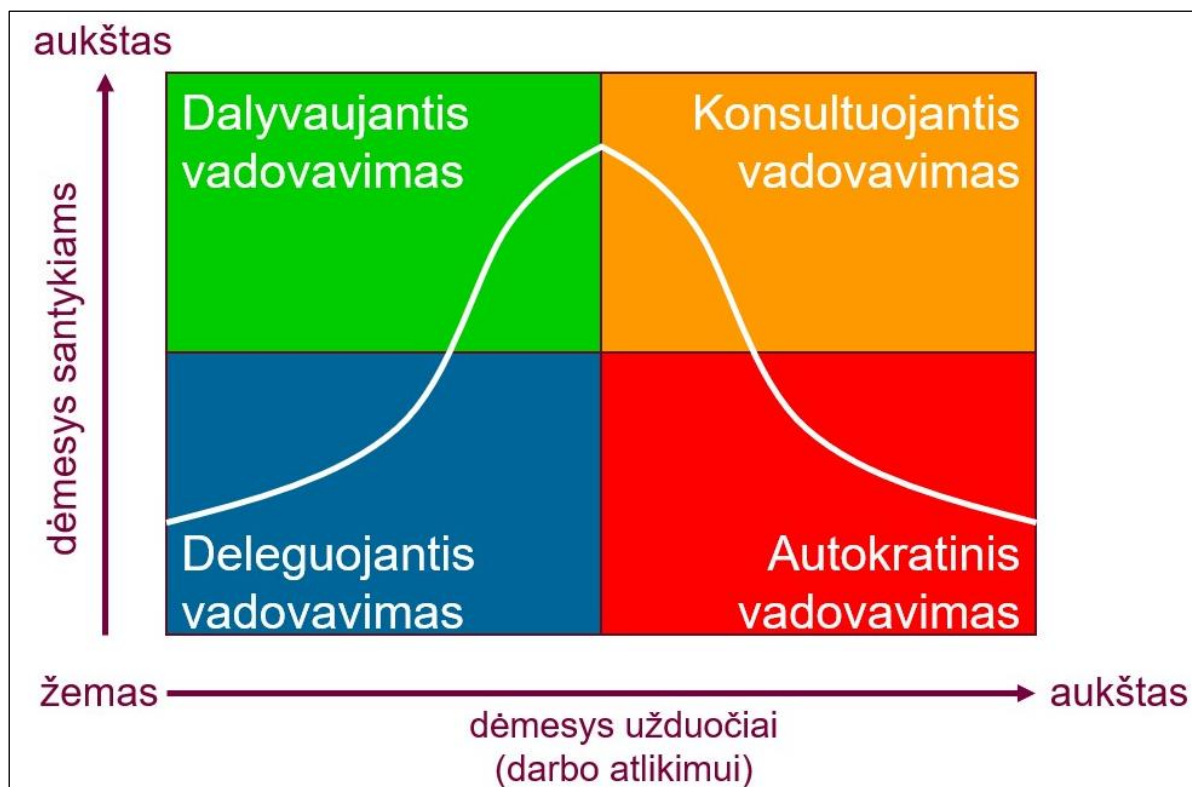 aukštas
dėmesys santykiams
Dalyvaujantis
vadovavimas
Konsultuojantis
vadovavimas
Deleguojantis
vadovavimas
Autokratinis
vadovavimas
žemas
aukštas
dėmesys užduočiai
(darbo atlikimui)